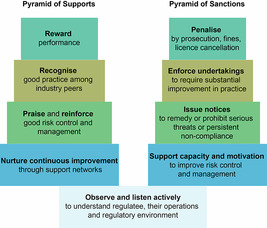 Pyramid of Supports
Reward
performance
Recognise
good practice among
industry peers
Praise and reinforce
good risk control and
management
Nurture continuous improvement
through support networks
Pyramid of Sanctions
Penalise
by prosecution, fines,
licence cancellation
Enforce undertakings
to require substantial
improvement in practice
Issue notices
to remedy or prohibit serious
threats or persistent
non-compliance
Support capacity and motivation
to improve risk control
and management
Observe and listen actively
to understand regulatee, their operations
and regulatory environment